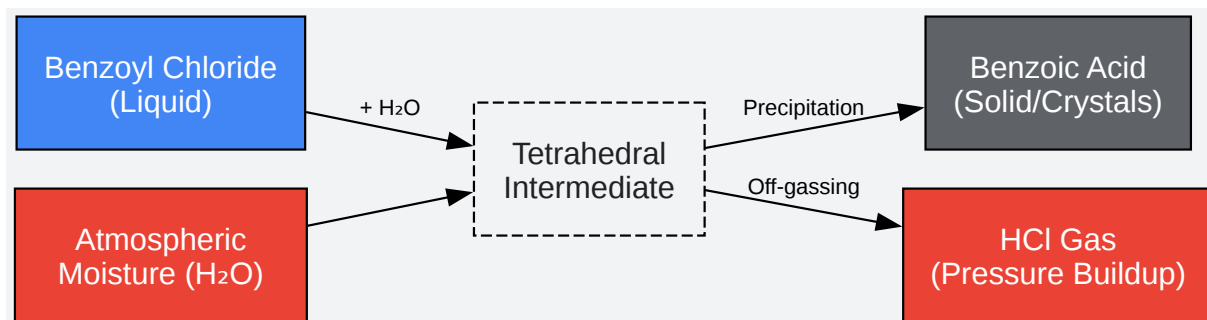 Benzoyl Chloride
(Liquid)
+ H₂O
Atmospheric
Moisture (H₂O)
Tetrahedral
Intermediate
Precipitation
Off-gassing
Benzoic Acid
(Solid/Crystals)
HCl Gas
(Pressure Buildup)